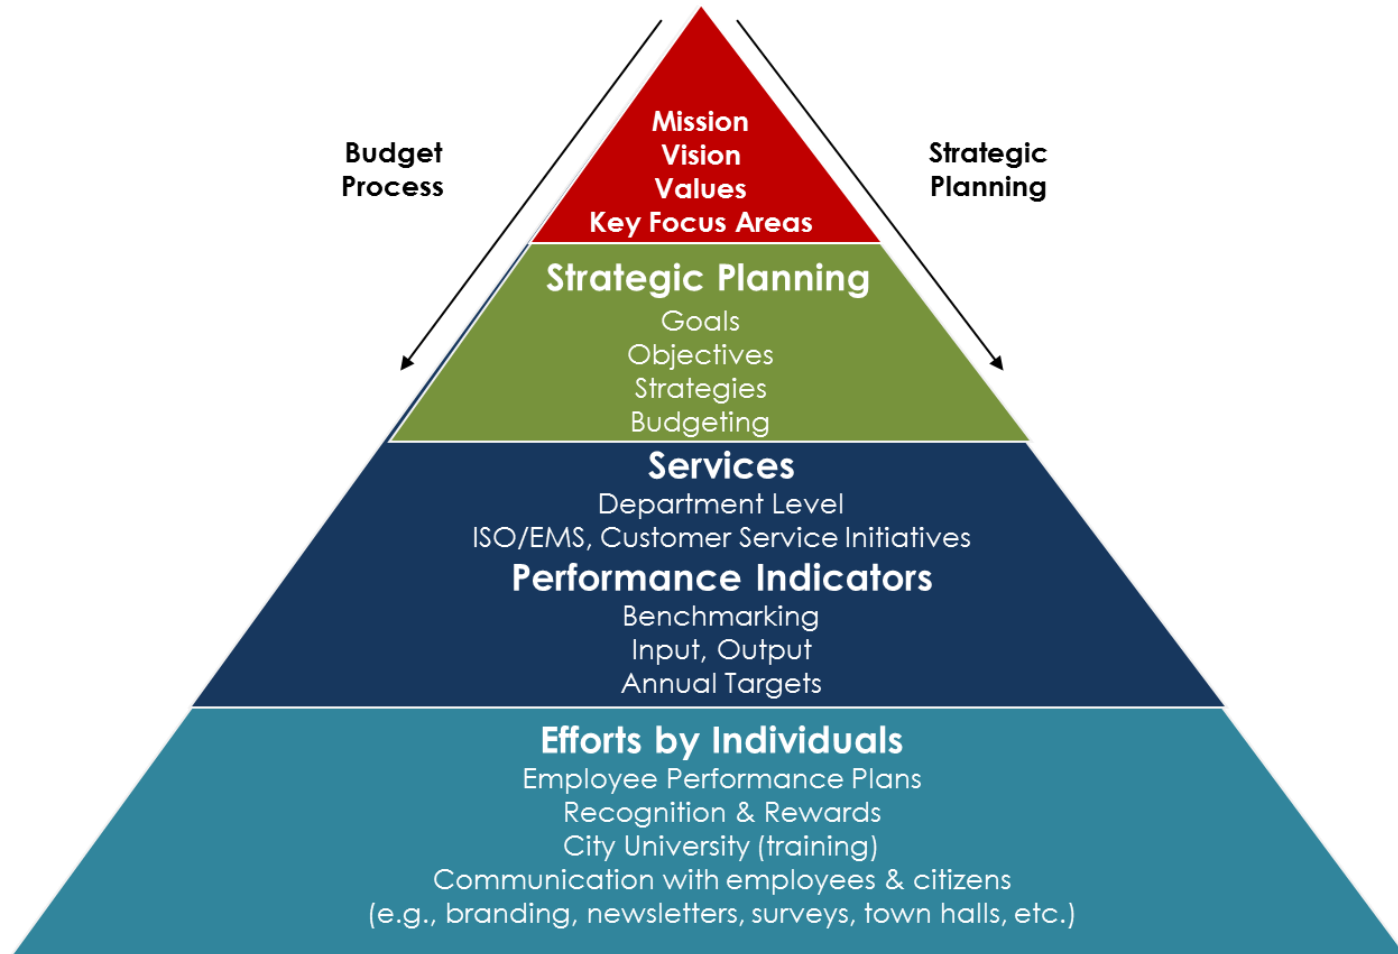 Budget
Process
Strategic
Planning
Mission
Vision
Values
Key Focus Areas
Strategic Planning
Goals
Objectives
Strategies
Budgeting
Services
Department Level
ISO/EMS, Customer Service Initiatives
Performance Indicators
Benchmarking
Input, Output
Annual Targets
Efforts by Individuals
Employee Performance Plans
Recognition & Rewards
City University (training)
Communication with employees & citizens
(e.g., branding, newsletters, surveys, town halls, etc.)